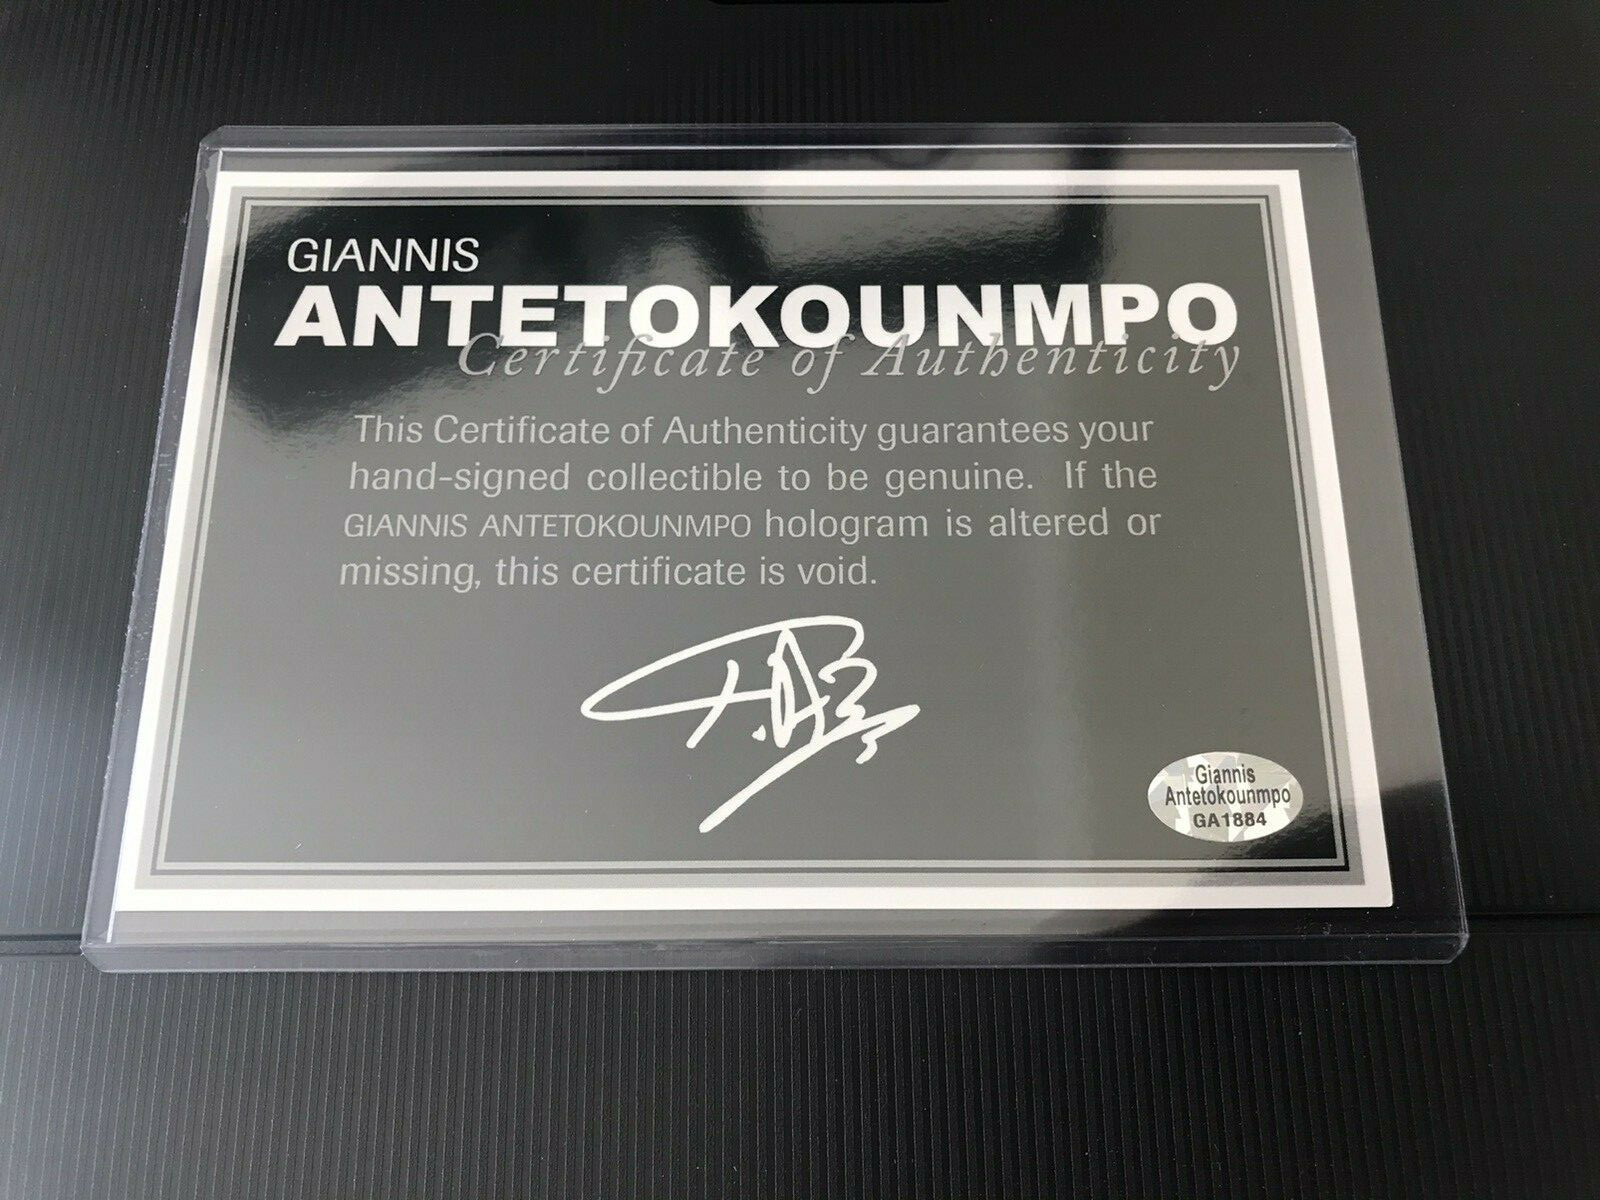 GIANNIS
ANTETOKOUNMPO
Certificate of Authenticity
This Certificate of Authenticity guarantees your
hand-signed collectible to be genuine. If the
GIANNIS ANTETOKOUNMPO hologram is altered or
missing, this certificate is void.
Giannis
Antetokounmpo
GA1884